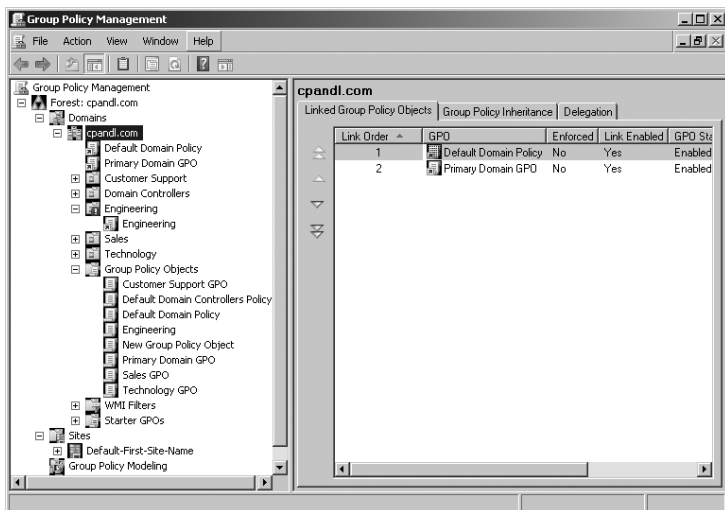 Group Policy Management
File Action View Window Help
Group Policy Management
Forest: cpandl.com
Domains
cpandl.com
Default Domain Policy
Primary Domain GPO
Customer Support
Domain Controllers
Engineering
Engineering
Sales
Technology
Group Policy Objects
Customer Support GPO
Default Domain Controllers Policy
Default Domain Policy
Engineering
New Group Policy Object
Primary Domain GPO
Sales GPO
Technology GPO
WMI Filters
Starter GPOs
Sites
Default-First-Site-Name
Group Policy Modeling
cpandl.com
Linked Group Policy Objects Group Policy Inheritance Delegation
Link Order GPO Enforced Link Enabled GPO Sta
1 Default Domain Policy No Yes Enabled
2 Primary Domain GPO No Yes Enabled